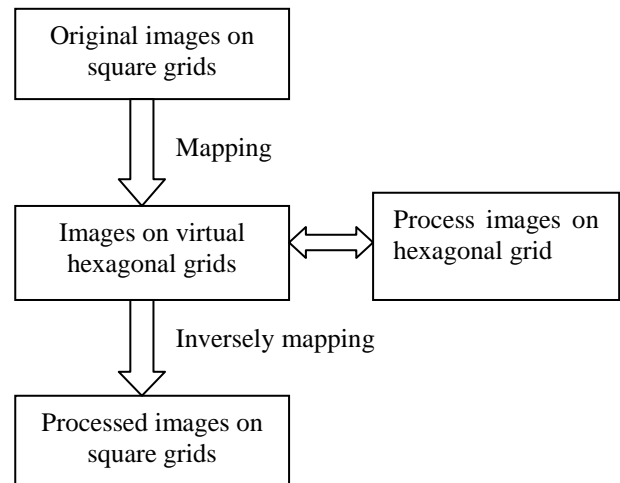 Original images on
square grids
Mapping
Images on virtual
hexagonal grids
Process images on
hexagonal grid
Inversely mapping
Processed images on
square grids